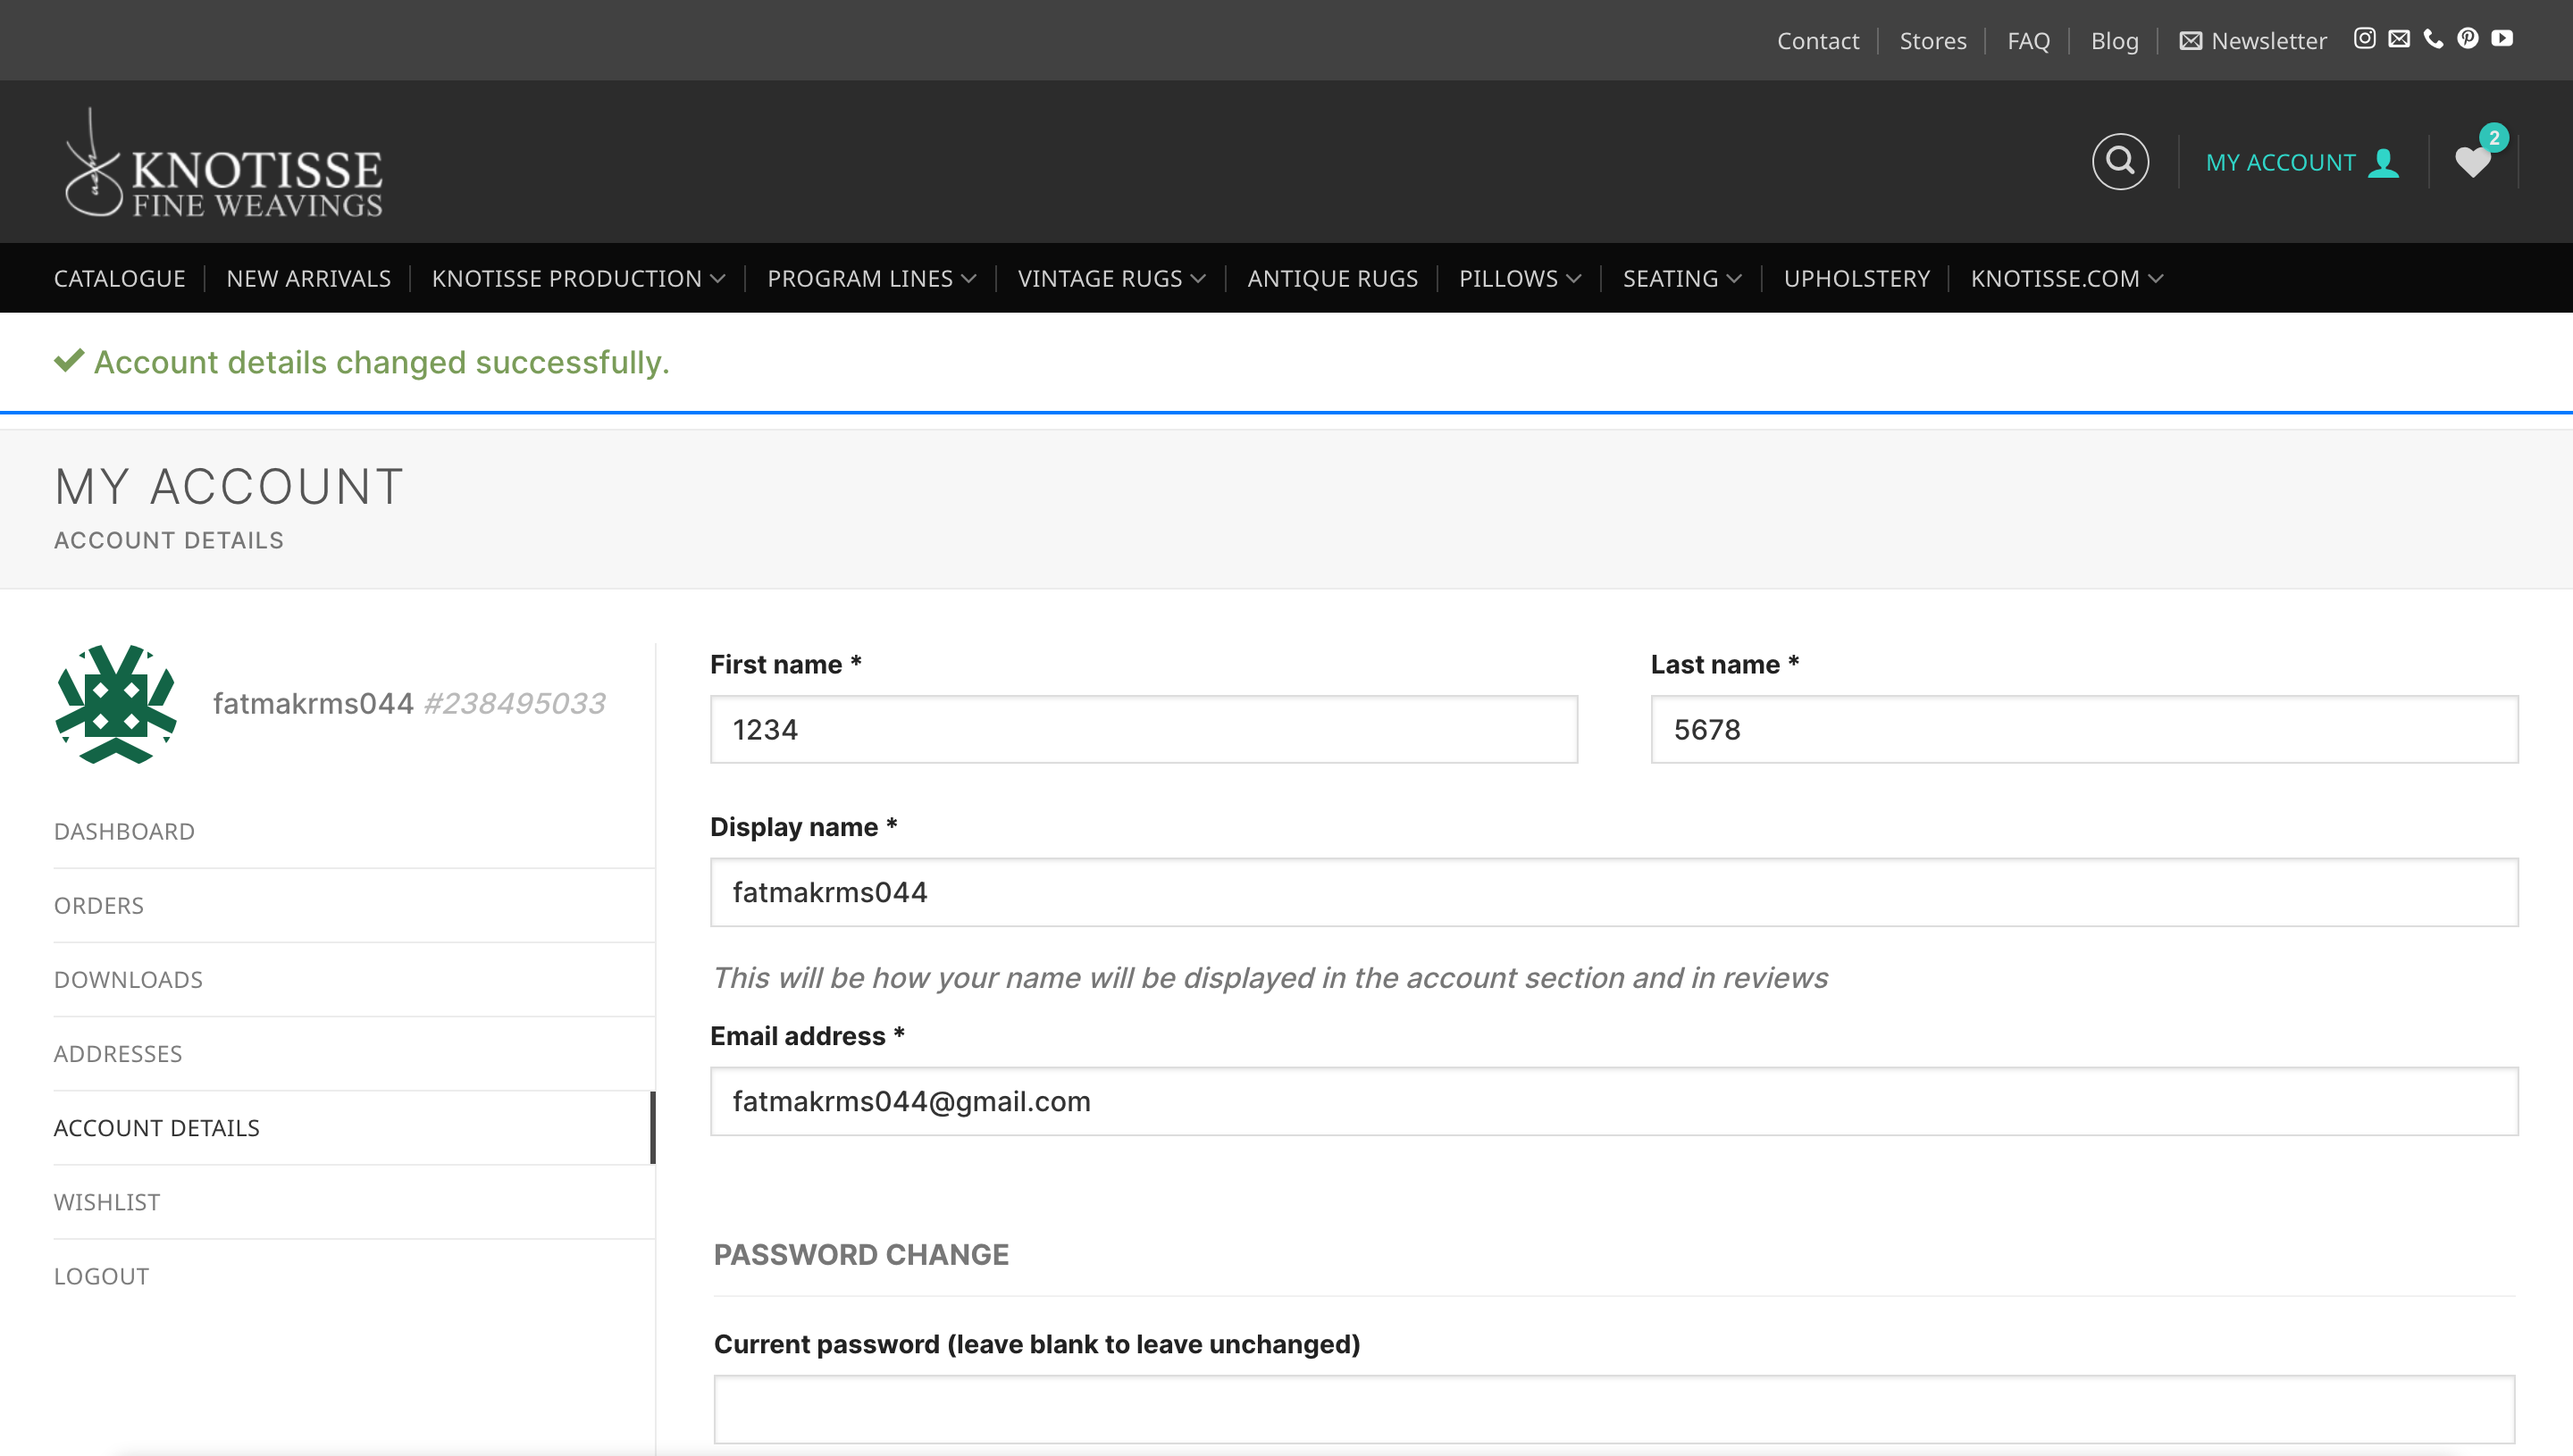 Contact Stores FAQ Blog Newsletter
KNOTISSE
FINE WEAVINGS
MY ACCOUNT 2
CATALOGUE NEW ARRIVALS KNOTISSE PRODUCTION PROGRAM LINES VINTAGE RUGS ANTIQUE RUGS PILLOWS SEATING UPHOLSTERY KNOTISSE.COM
Account details changed successfully.
MY ACCOUNT
ACCOUNT DETAILS
fatmakrms044 #238495033
DASHBOARD
ORDERS
DOWNLOADS
ADDRESSES
ACCOUNT DETAILS
WISHLIST
LOGOUT
First name * Last name *
1234 5678
Display name *
fatmakrms044
This will be how your name will be displayed in the account section and in reviews
Email address *
fatmakrms044@gmail.com
PASSWORD CHANGE
Current password (leave blank to leave unchanged)